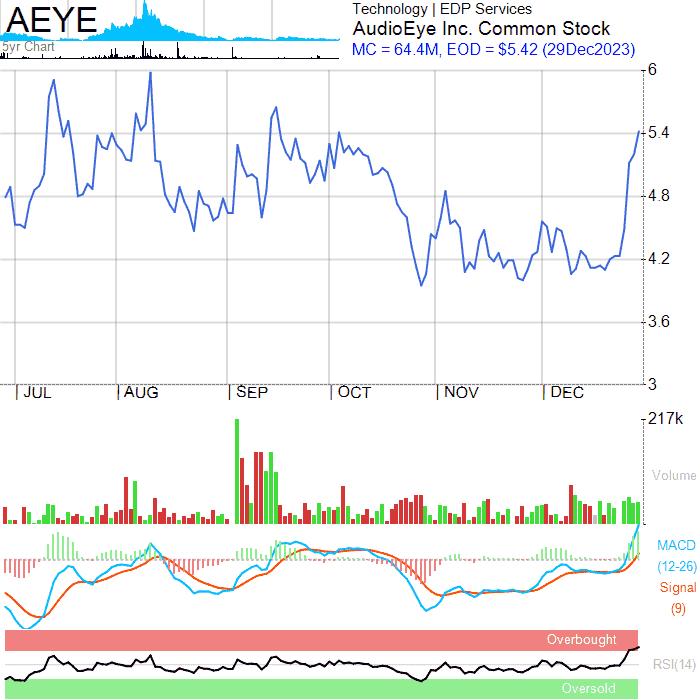 AEYE
5yr Chart
Technology | EDP Services
AudioEye Inc. Common Stock
MC = 64.4M, EOD = $5.42 (29Dec2023)
6
5.4
4.8
4.2
3.6
3
| JUL | AUG | SEP | OCT | NOV | DEC
217k
Volume
MACD
(12-26)
Signal
(9)
Overbought
RSI(14)
Oversold